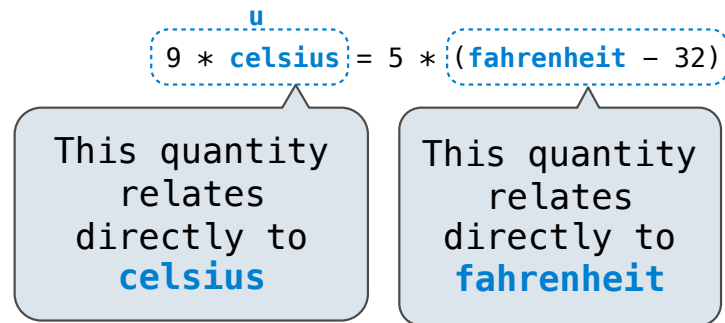 u
9 * celsius = 5 * (fahrenheit − 32)
This quantity
relates
directly to
celsius
This quantity
relates
directly to
fahrenheit